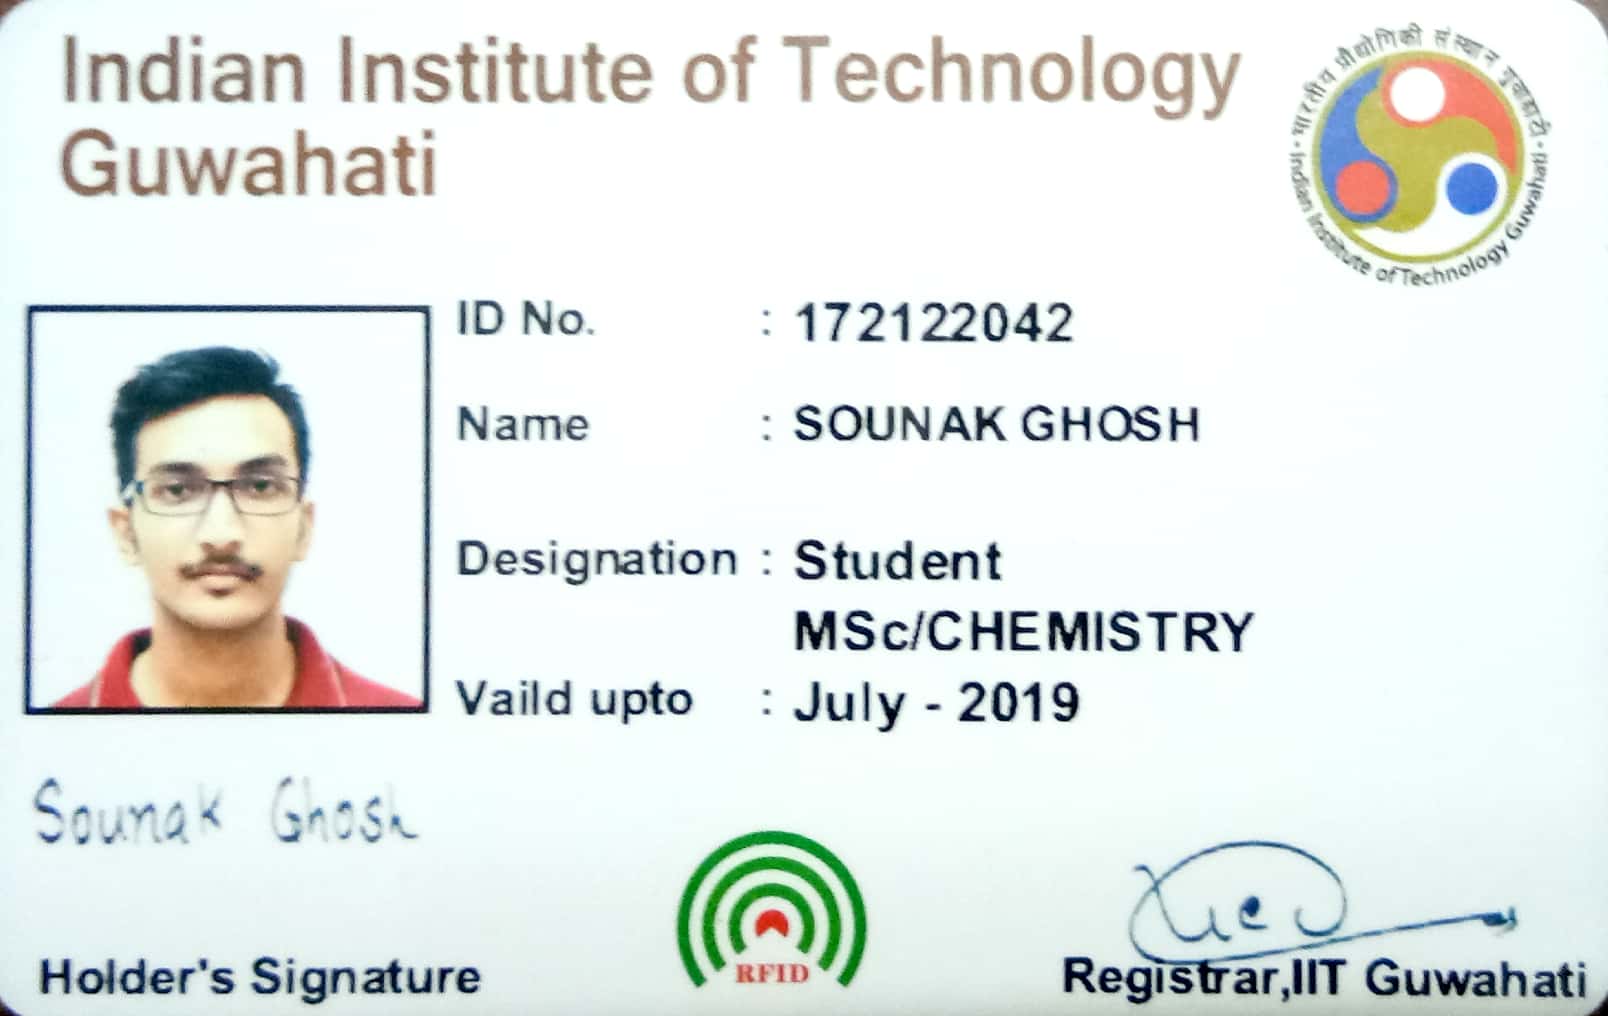 Indian Institute of Technology
Guwahati
भारतीय प्रौद्योगिकी संस्थान गुवाहाटी
Indian Institute of Technology Guwahati
ID No. : 172122042
Name : SOUNAK GHOSH
Designation : Student
MSc/CHEMISTRY
Vaild upto : July - 2019
Sounak Ghosh
RFID
Holder's Signature
Registrar,IIT Guwahati